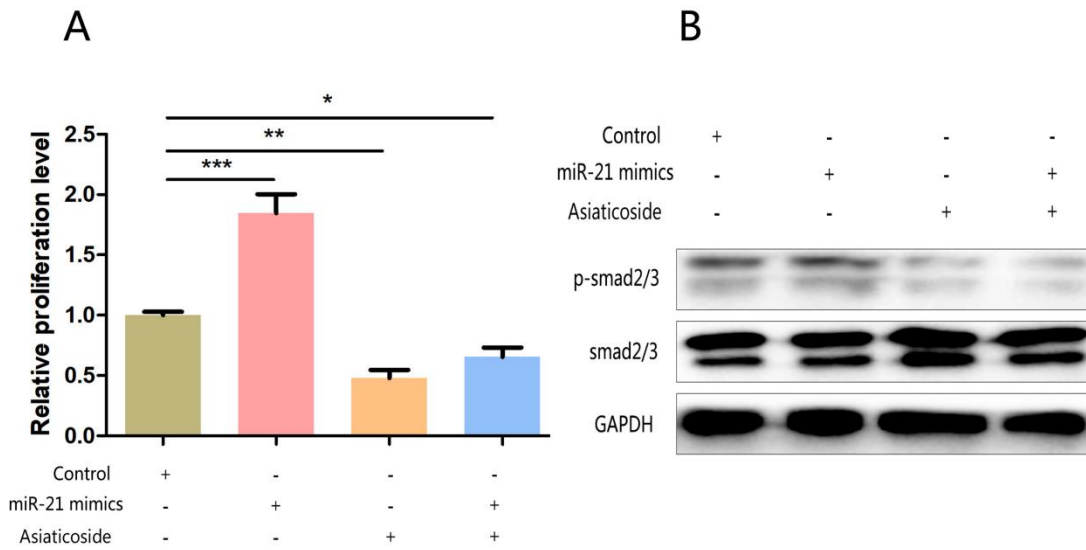 A
B
*
**
***
Relative proliferation level
2.5
2.0
1.5
1.0
0.5
0.0
Control + - - -
miR-21 mimics - + - +
Asiaticoside - - + +
Control + - - -
miR-21 mimics - + - +
Asiaticoside - - + +
p-smad2/3
smad2/3
GAPDH